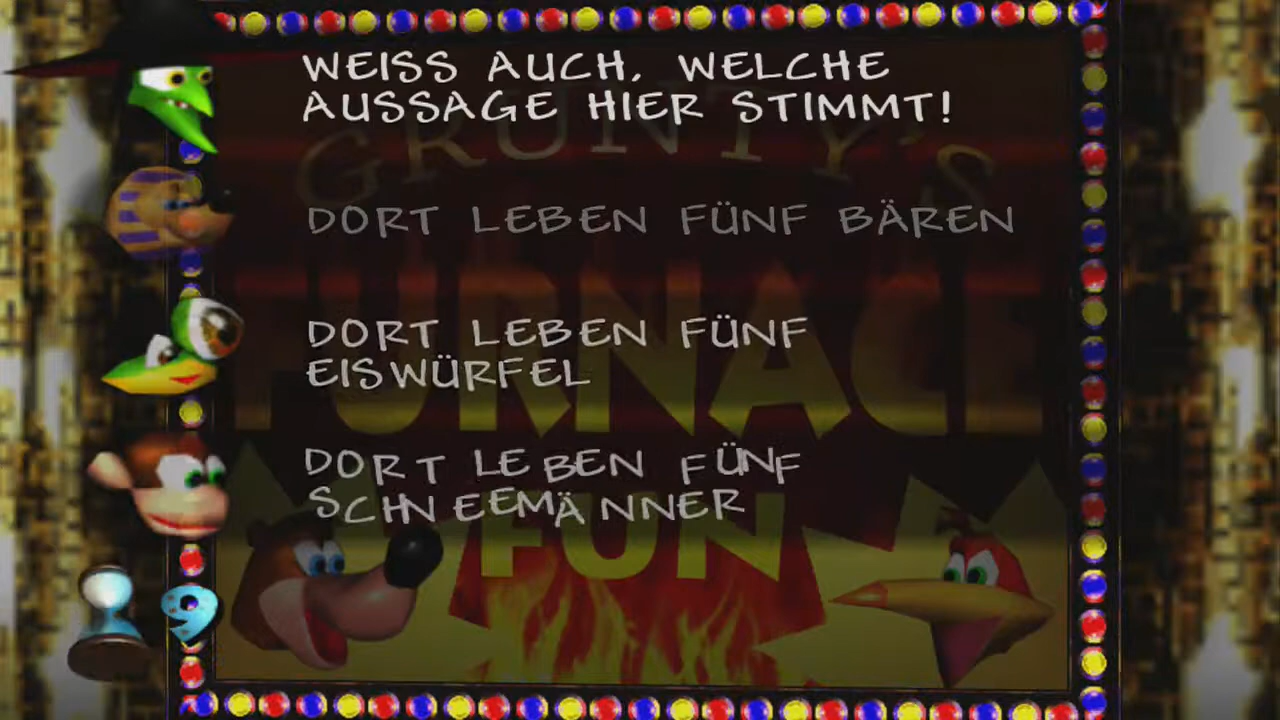 WEISS AUCH, WELCHE
AUSSAGE HIER STIMMT!
GRUNTY'S
DORT LEBEN FÜNF BÄREN
FURNACE
DORT LEBEN FÜNF
EISWÜRFEL
DORT LEBEN FÜNF
SCHNEEMÄNNER
FUN
9